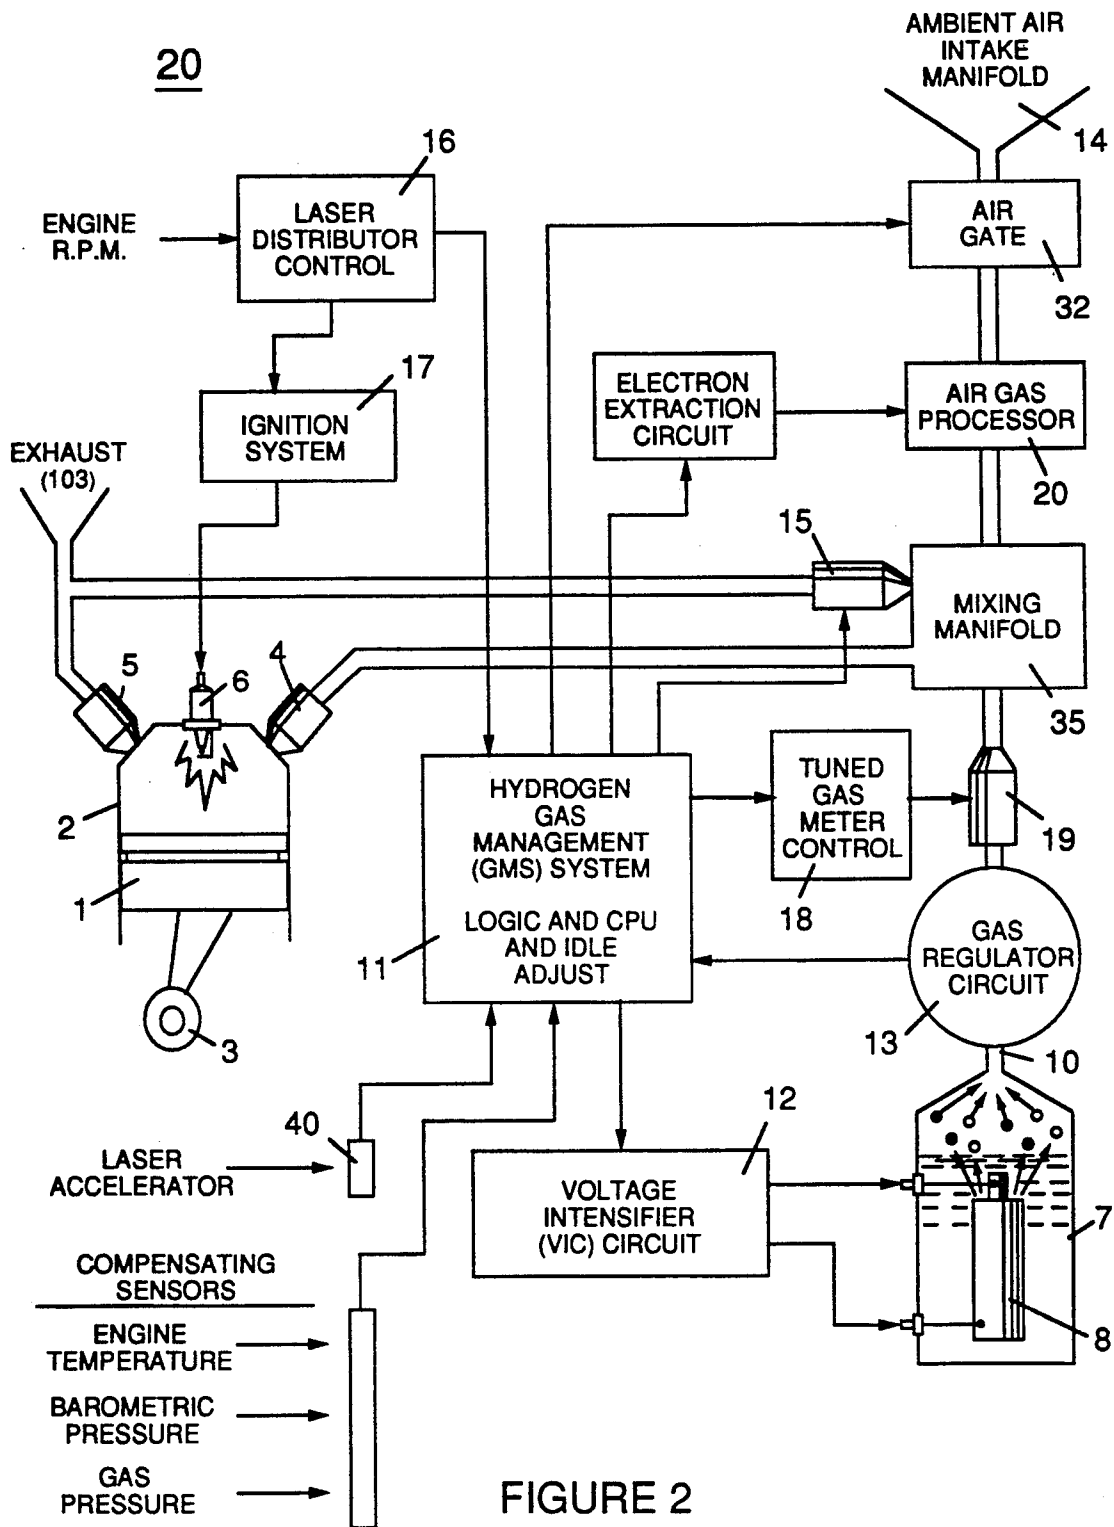 20
AMBIENT AIR
INTAKE
MANIFOLD
14
16
ENGINE
R.P.M.
LASER
DISTRIBUTOR
CONTROL
AIR
GATE
32
17
IGNITION
SYSTEM
ELECTRON
EXTRACTION
CIRCUIT
AIR GAS
PROCESSOR
20
EXHAUST
(103)
15
MIXING
MANIFOLD
35
5
6
4
2
1
3
HYDROGEN
GAS
MANAGEMENT
(GMS) SYSTEM
LOGIC AND CPU
AND IDLE
ADJUST
11
TUNED
GAS
METER
CONTROL
18
19
GAS
REGULATOR
CIRCUIT
13
10
12
40
LASER
ACCELERATOR
VOLTAGE
INTENSIFIER
(VIC) CIRCUIT
7
8
COMPENSATING
SENSORS
ENGINE
TEMPERATURE
BAROMETRIC
PRESSURE
GAS
PRESSURE
FIGURE 2